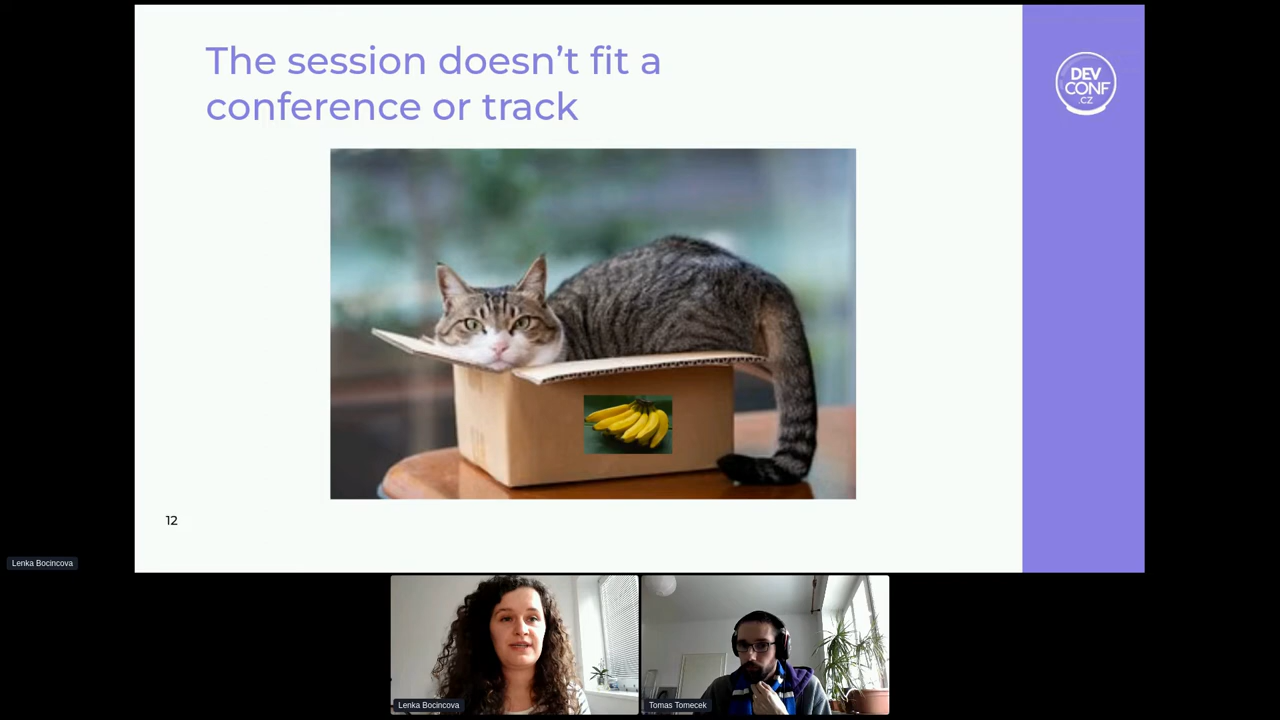 The session doesn’t fit a
conference or track
DEV
CONF
.CZ
12
Lenka Bocincova
Lenka Bocincova
Tomas Tomecek